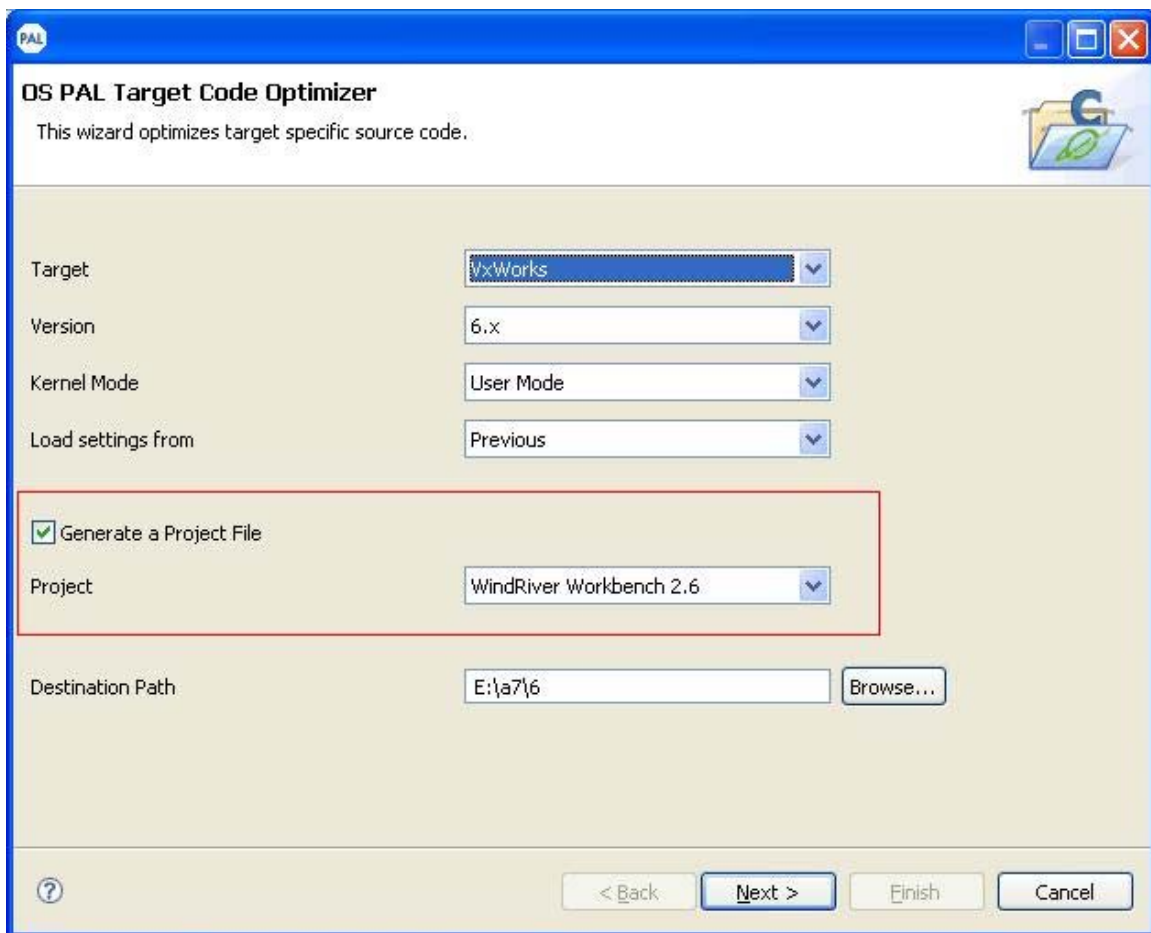 PAL
OS PAL Target Code Optimizer
This wizard optimizes target specific source code.
C
Target VxWorks
Version 6.x
Kernel Mode User Mode
Load settings from Previous
Generate a Project File
Project WindRiver Workbench 2.6
Destination Path E:\a7\6 Browse...
? < Back Next > Finish Cancel